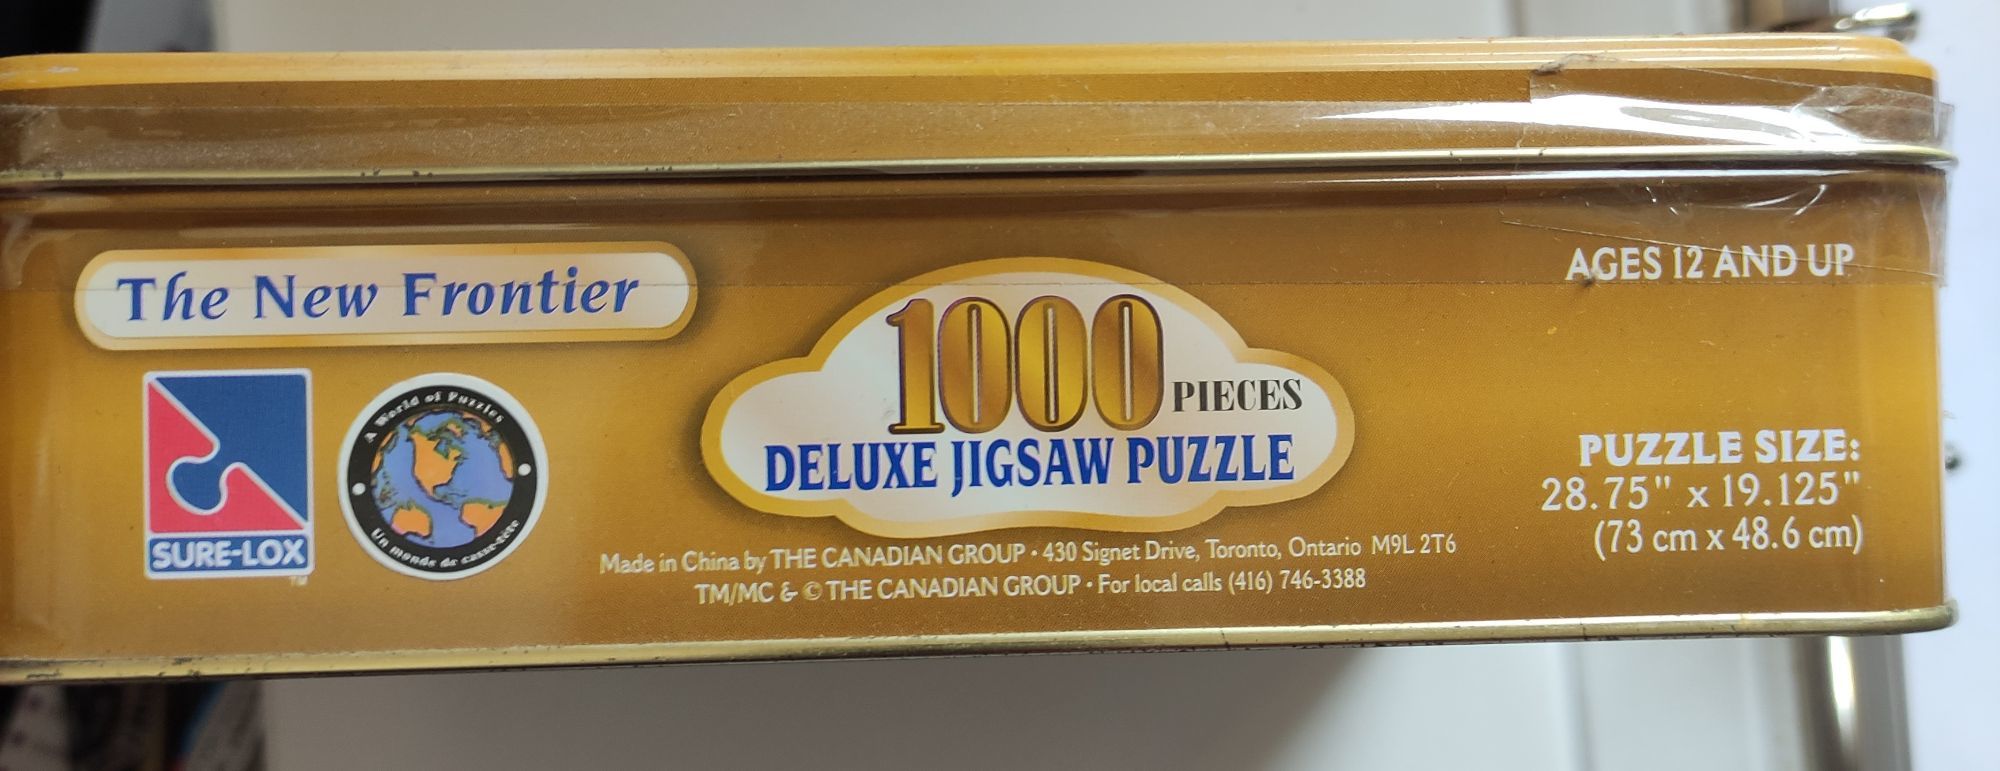 The New Frontier
SURE-LOX
TM
A World of Puzzles
Un monde de casse-tête
1000 PIECES
DELUXE JIGSAW PUZZLE
Made in China by THE CANADIAN GROUP • 430 Signet Drive, Toronto, Ontario M9L 2T6
TM/MC & © THE CANADIAN GROUP • For local calls (416) 746-3388
AGES 12 AND UP
PUZZLE SIZE:
28.75" x 19.125"
(73 cm x 48.6 cm)